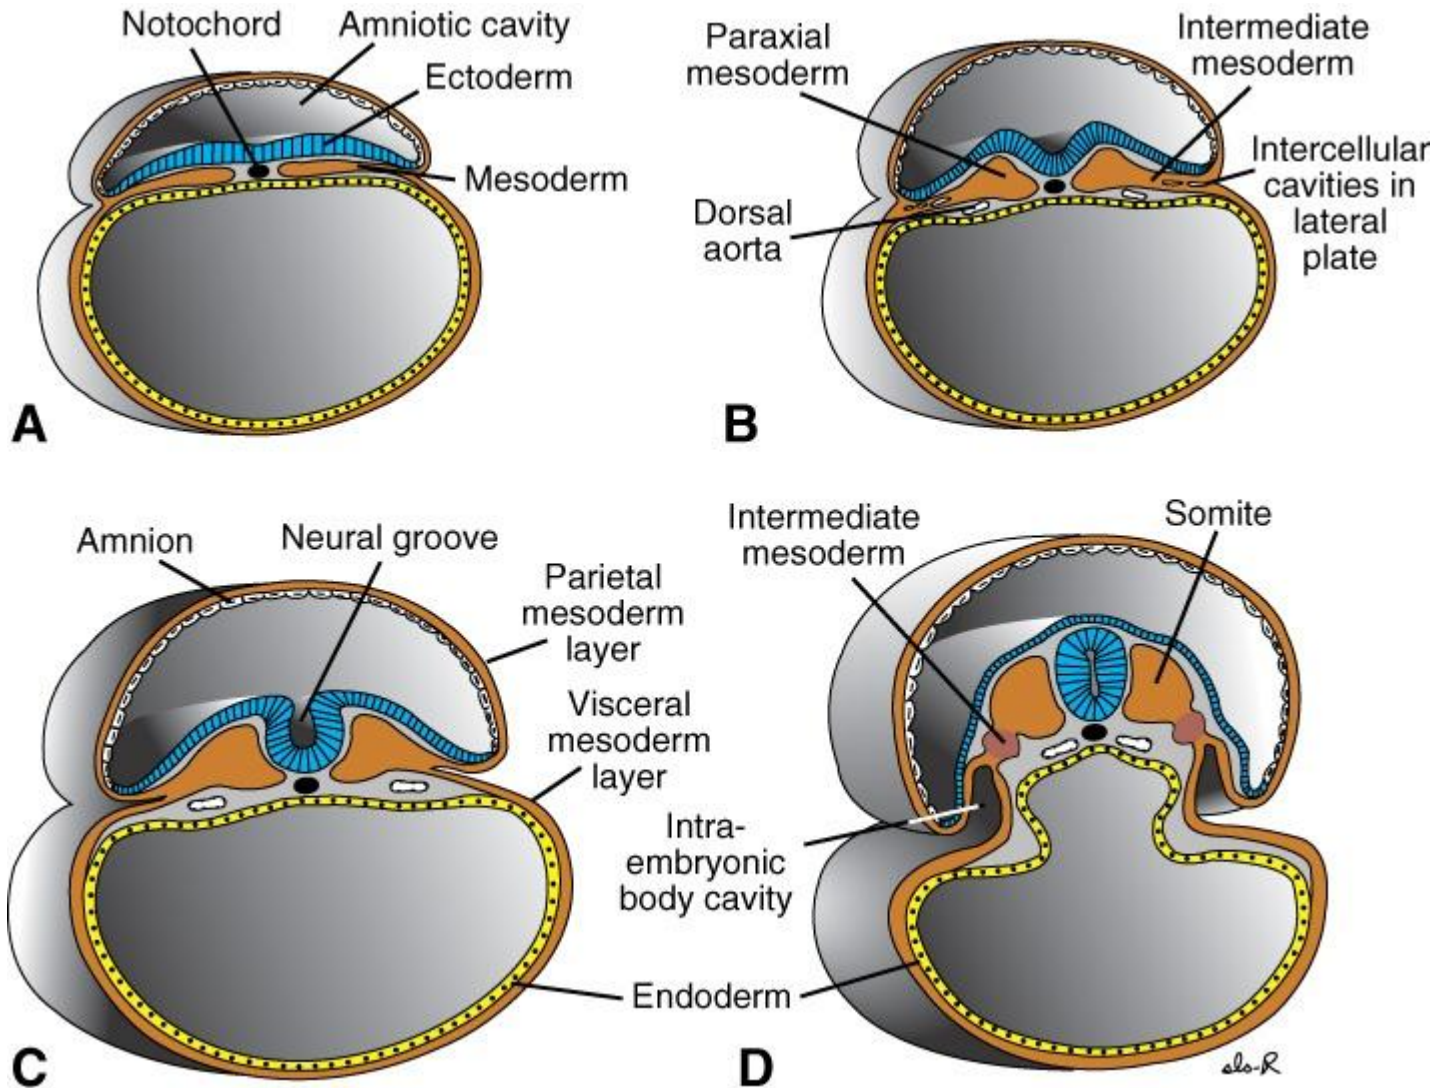 Notochord
Amniotic cavity
Ectoderm
Mesoderm
A
Paraxial
mesoderm
Intermediate
mesoderm
Intercellular
cavities in
lateral
plate
Dorsal
aorta
B
Amnion
Neural groove
Parietal
mesoderm
layer
Visceral
mesoderm
layer
C
Intermediate
mesoderm
Somite
Intra-
embryonic
body cavity
Endoderm
D
sls-R